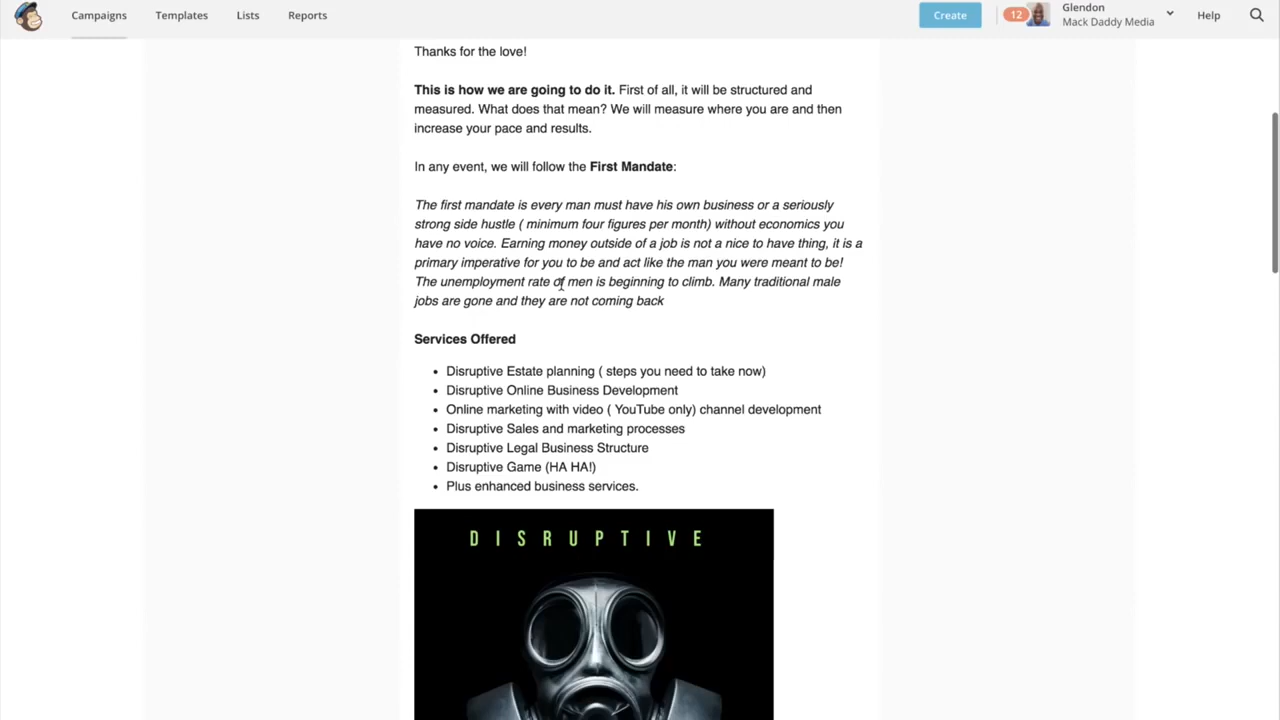 Campaigns Templates Lists Reports Create 12 Glendon Help
Mack Daddy Media
Thanks for the love!
This is how we are going to do it. First of all, it will be structured and
measured. What does that mean? We will measure where you are and then
increase your pace and results.
In any event, we will follow the First Mandate:
The first mandate is every man must have his own business or a seriously
strong side hustle ( minimum four figures per month) without economics you
have no voice. Earning money outside of a job is not a nice to have thing, it is a
primary imperative for you to be and act like the man you were meant to be!
The unemployment rate of men is beginning to climb. Many traditional male
jobs are gone and they are not coming back
Services Offered
• Disruptive Estate planning ( steps you need to take now)
• Disruptive Online Business Development
• Online marketing with video ( YouTube only) channel development
• Disruptive Sales and marketing processes
• Disruptive Legal Business Structure
• Disruptive Game (HA HA!)
• Plus enhanced business services.
DISRUPTIVE